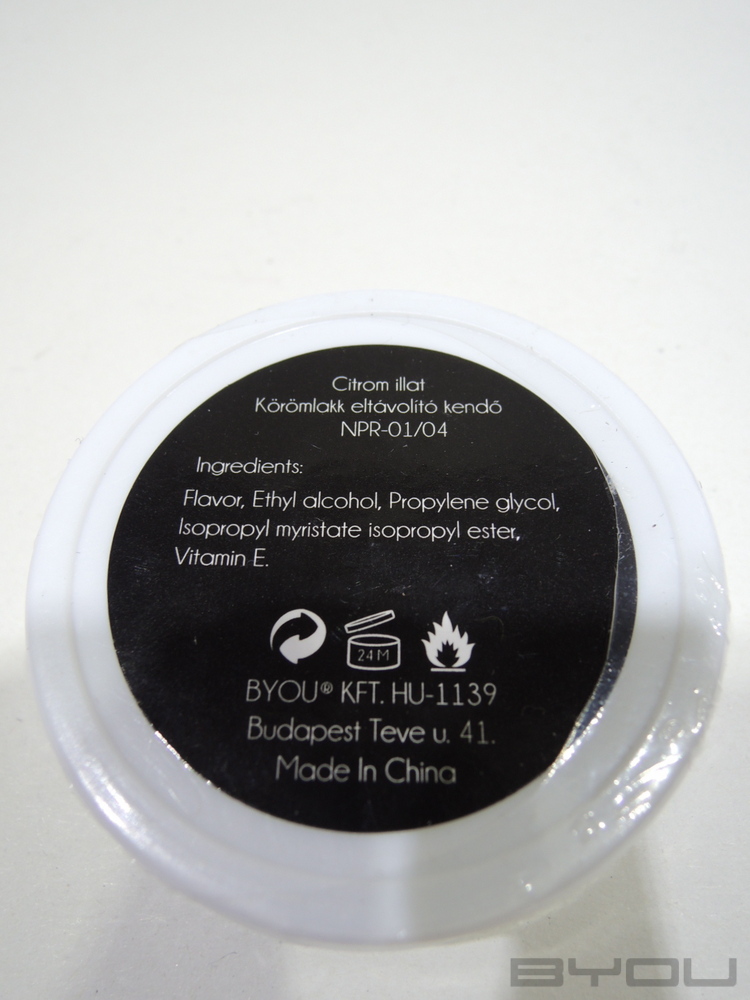 Citrom illat
Körömlakk eltávolító kendő
NPR-01/04
Ingredients:
Flavor, Ethyl alcohol, Propylene glycol,
Isopropyl myristate isopropyl ester,
Vitamin E.
24M
BYOU® KFT. HU-1139
Budapest Teve u. 41.
Made In China
BYOU